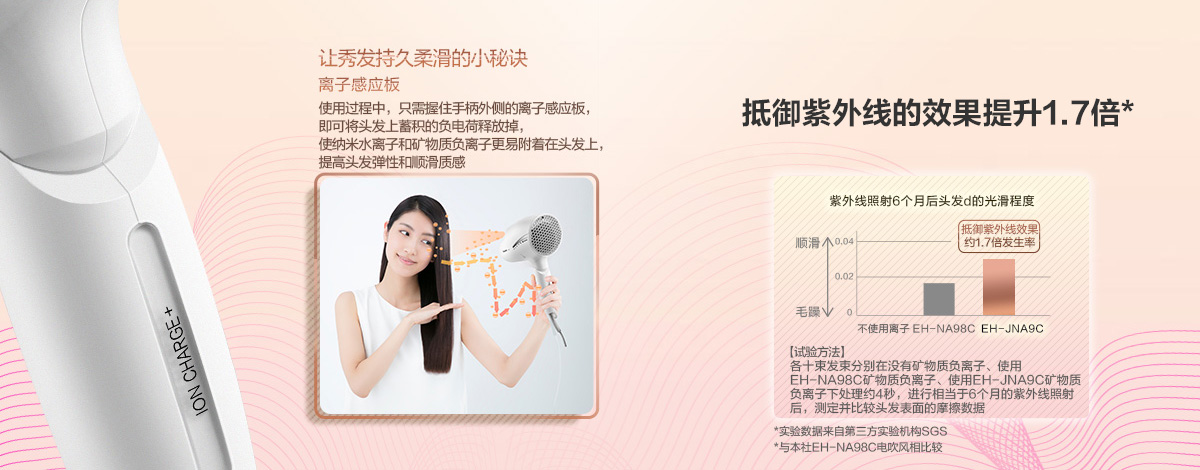 ION CHARGE+
让秀发持久柔滑的小秘诀
离子感应板
使用过程中，只需握住手柄外侧的离子感应板，
即可将头发上蓄积的负电荷释放掉，
使纳米水离子和矿物质负离子更易附着在头发上，
提高头发弹性和顺滑质感
抵御紫外线的效果提升1.7倍*
紫外线照射6个月后头发d的光滑程度
抵御紫外线效果
约1.7倍发生率
顺滑
0.04
0.02
毛躁
0
不使用离子 EH-NA98C EH-JNA9C
【试验方法】
各十束发束分别在没有矿物质负离子、使用
EH-NA98C矿物质负离子、使用EH-JNA9C矿物质
负离子下处理约4秒，进行相当于6个月的紫外线照射
后，测定并比较头发表面的摩擦数据
*实验数据来自第三方实验机构SGS
*与本社EH-NA98C电吹风相比较